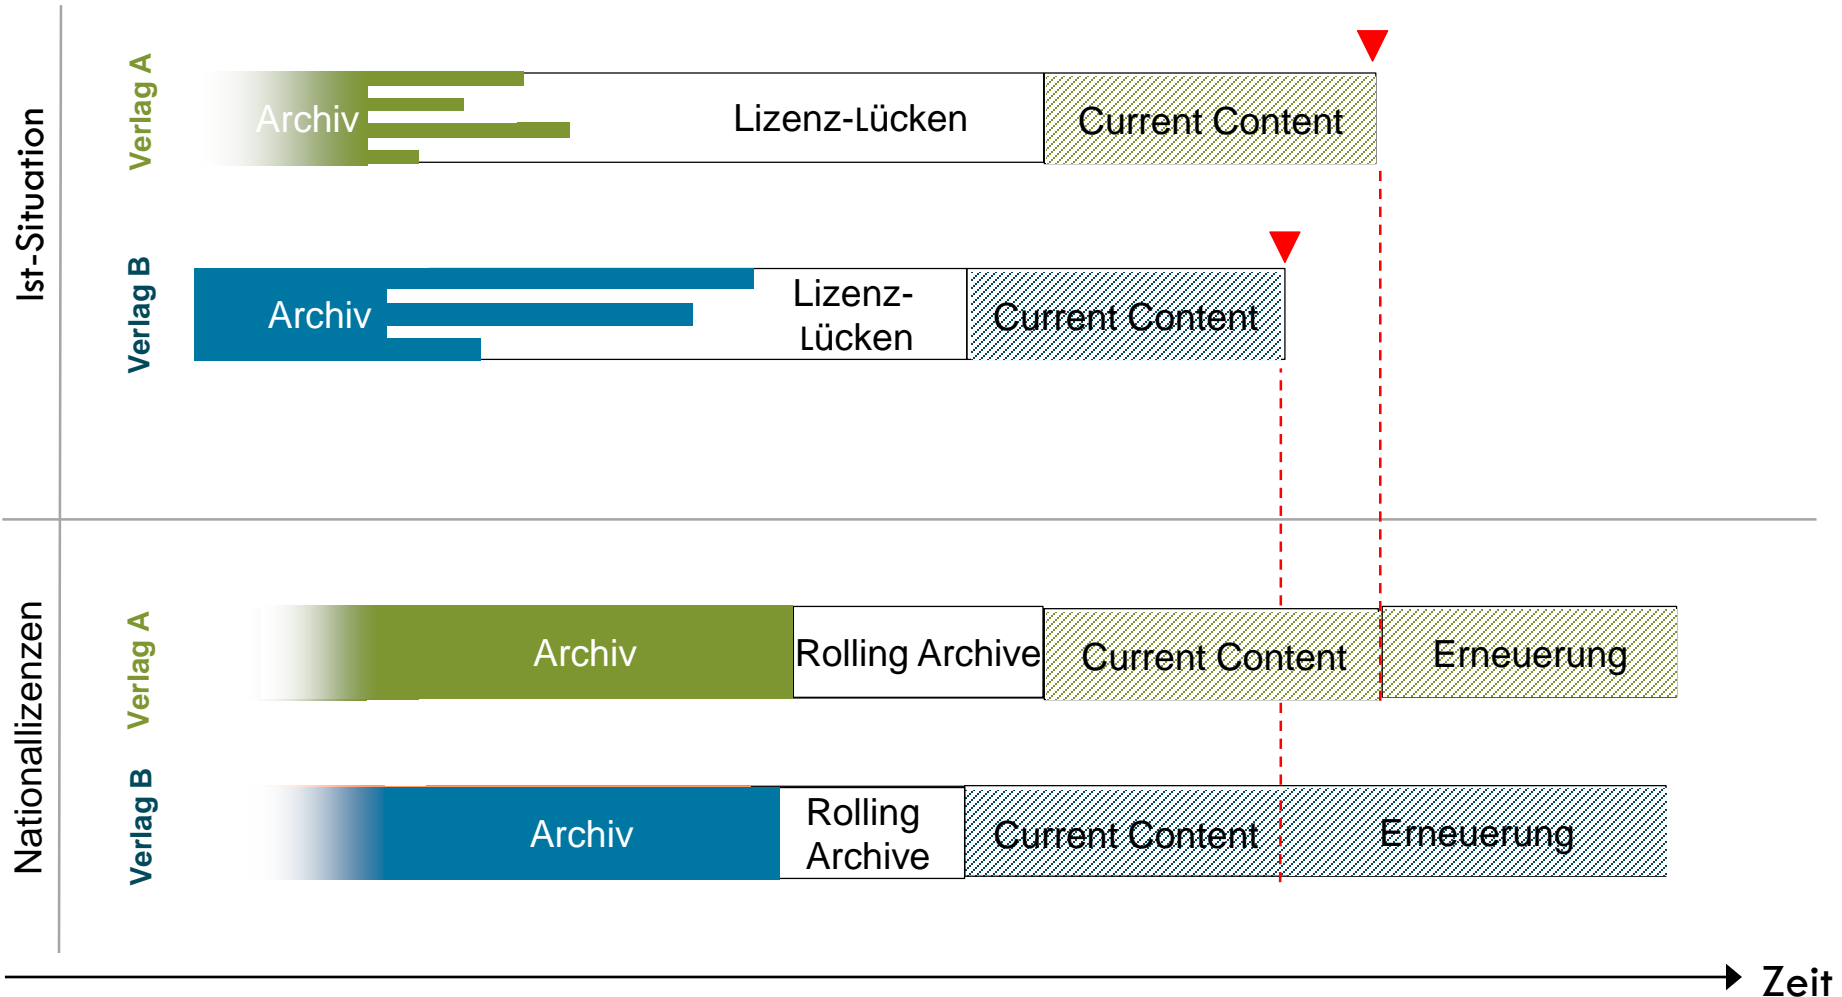 Ist-Situation
Verlag A
Archiv
Lizenz-Lücken
Current Content
Verlag B
Archiv
Lizenz-
Lücken
Current Content
Nationallizenzen
Verlag A
Archiv
Rolling Archive
Current Content
Erneuerung
Verlag B
Archiv
Rolling
Archive
Current Content
Erneuerung
Zeit